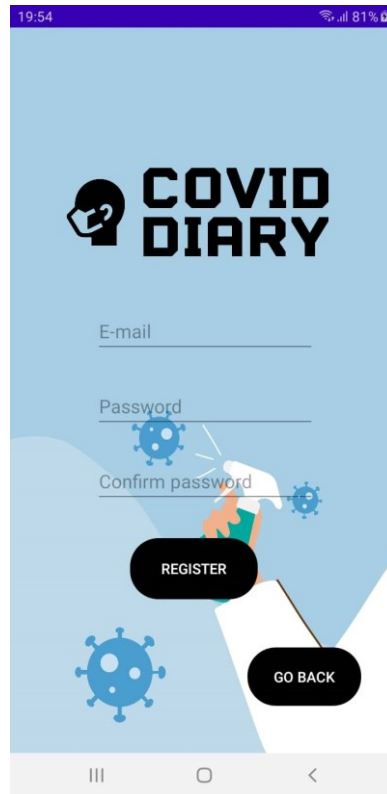 19:54
81%
COVID
DIARY
E-mail
Password
Confirm password
REGISTER
GO BACK